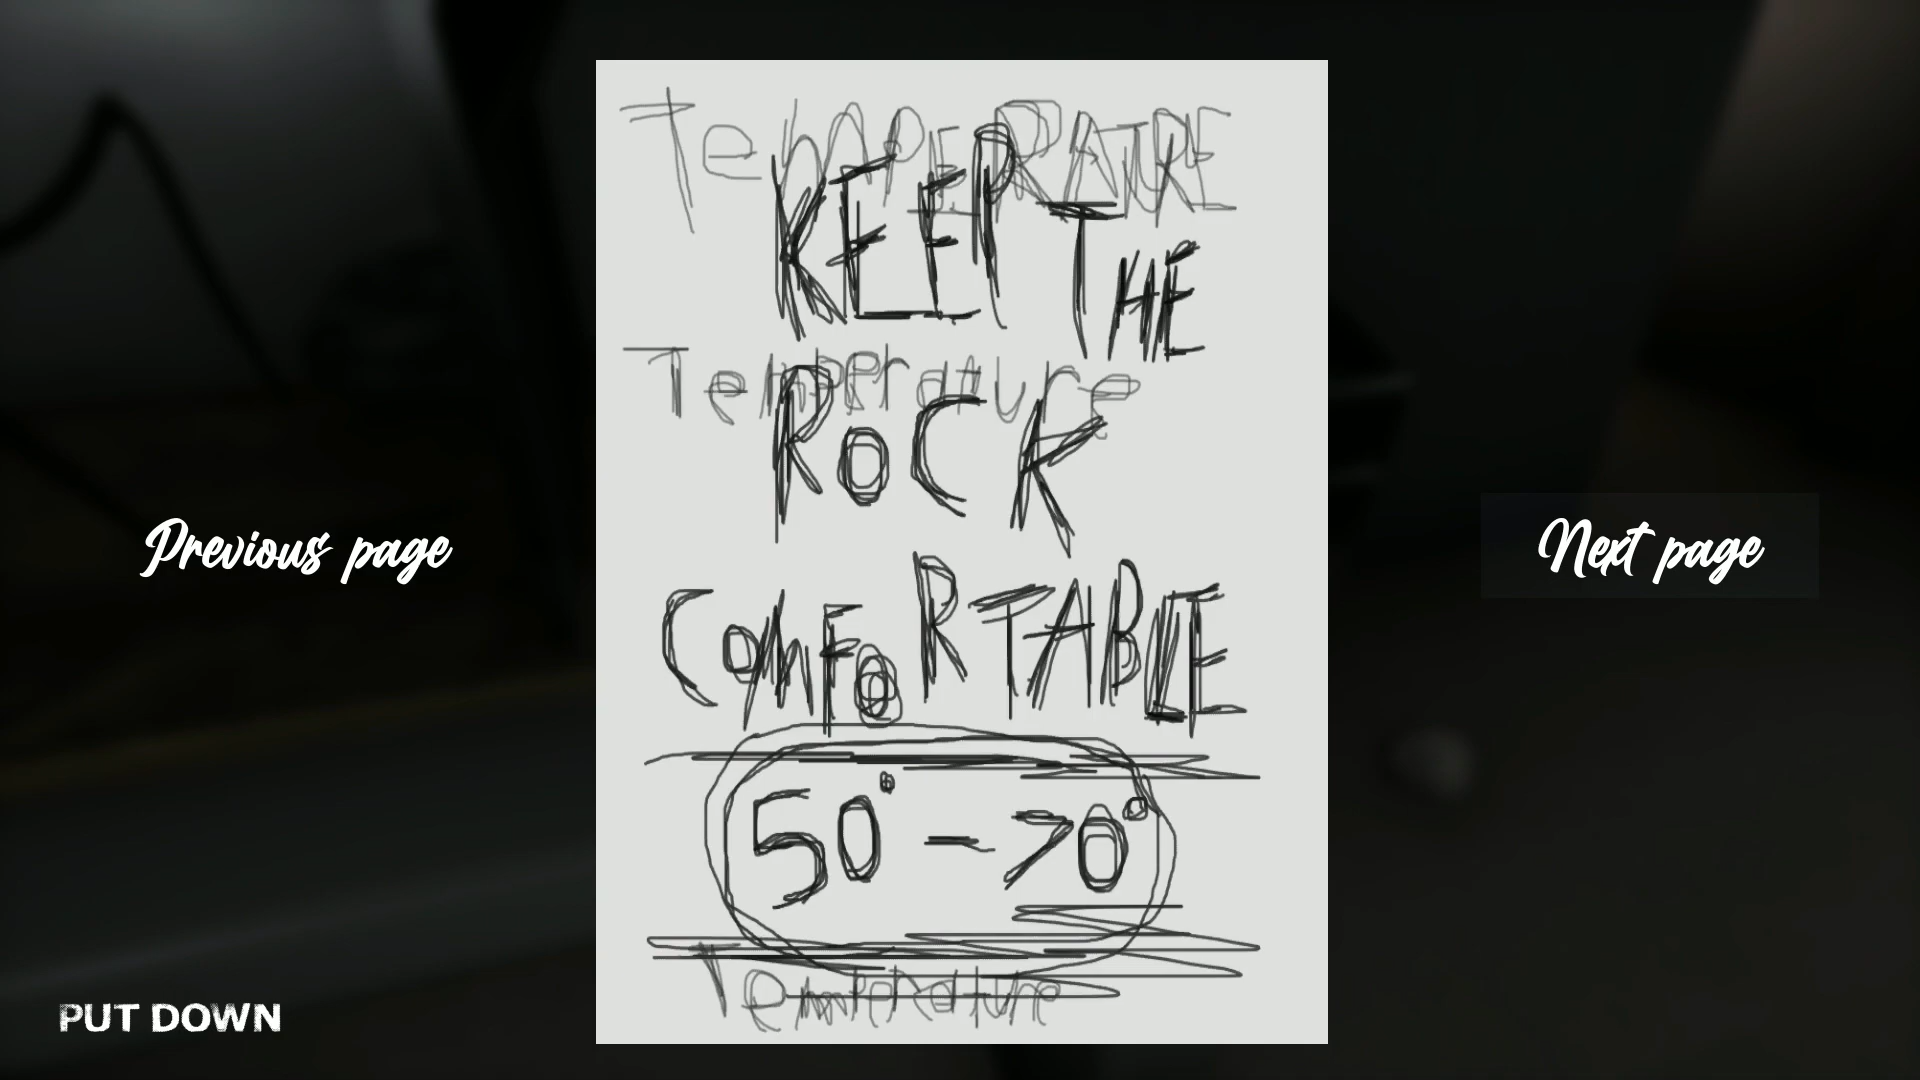 TemPERATURE
KEEP THE
Temperature
RoCK
CoMFoRTABLE
50° - 70°
Temperature
Previous page
Next page
PUT DOWN